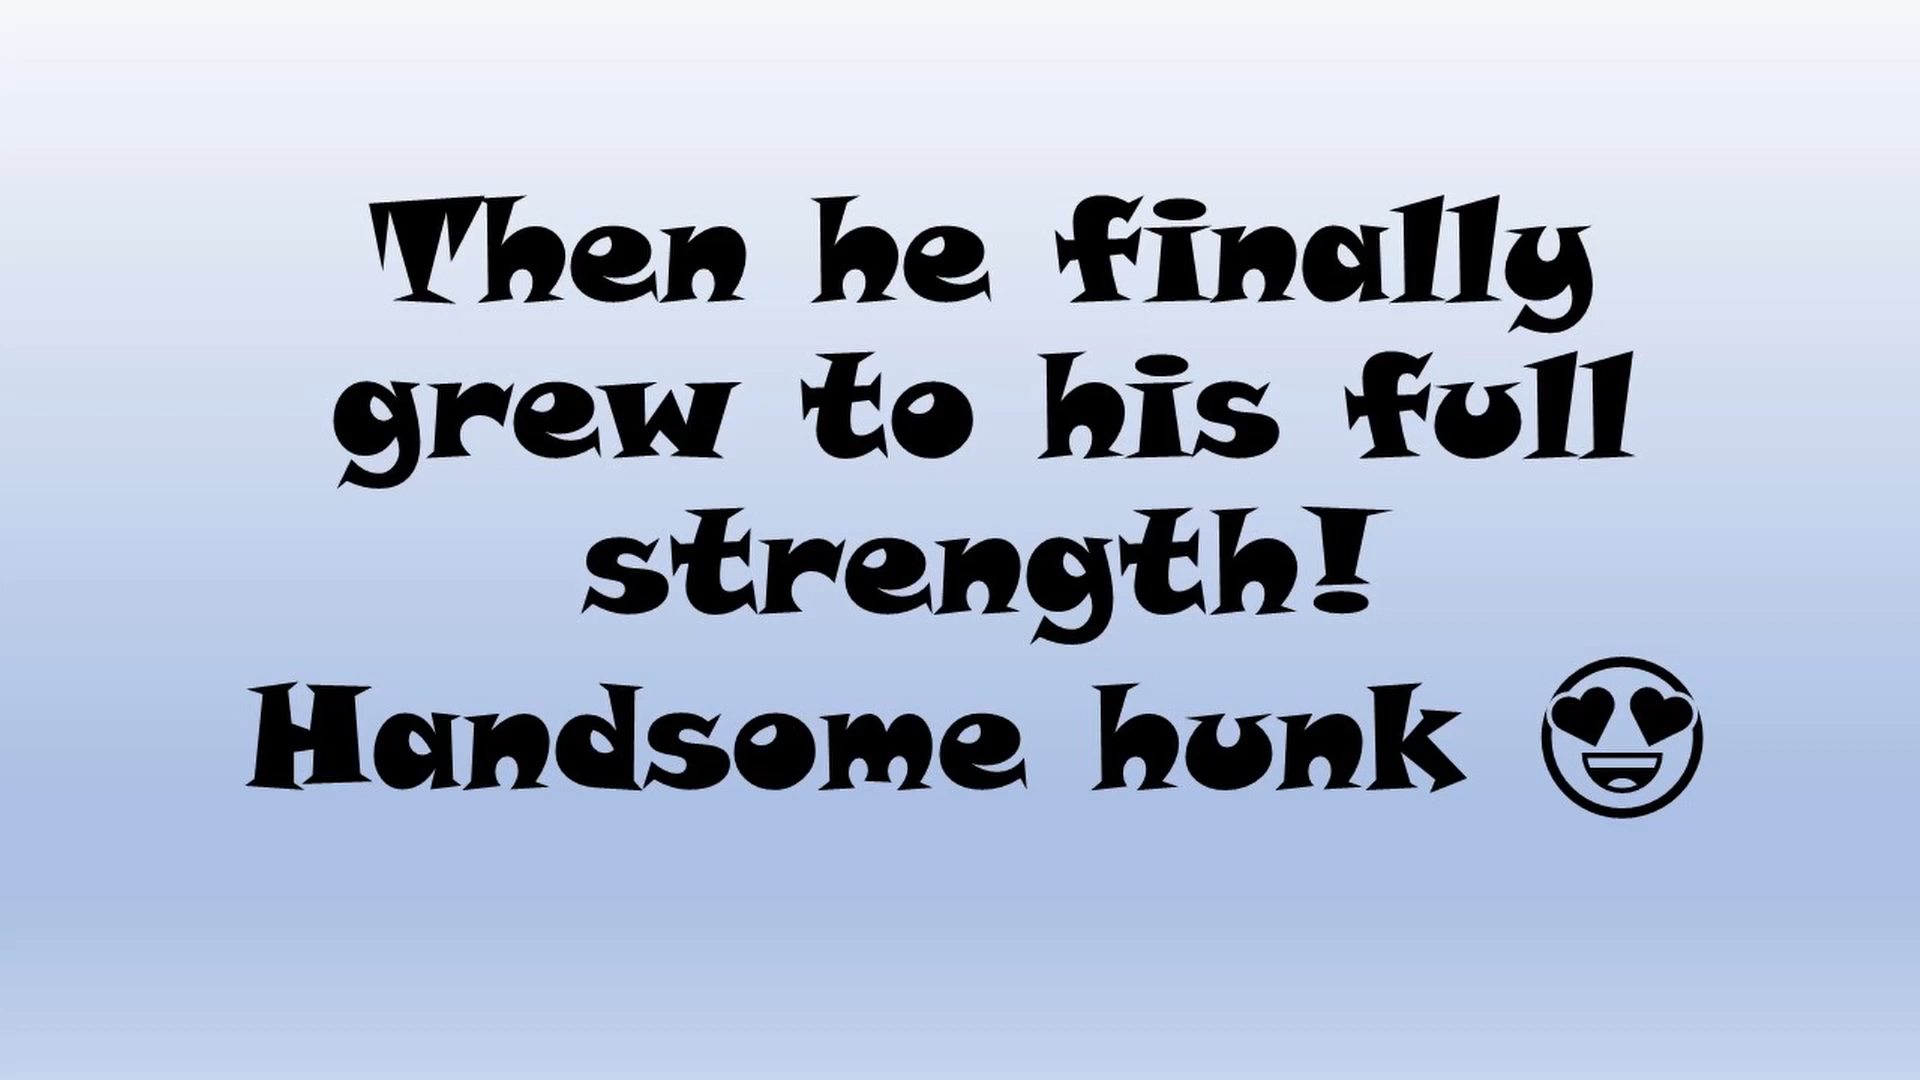 Then he finally
grew to his full
strength!
Handsome hunk 😍